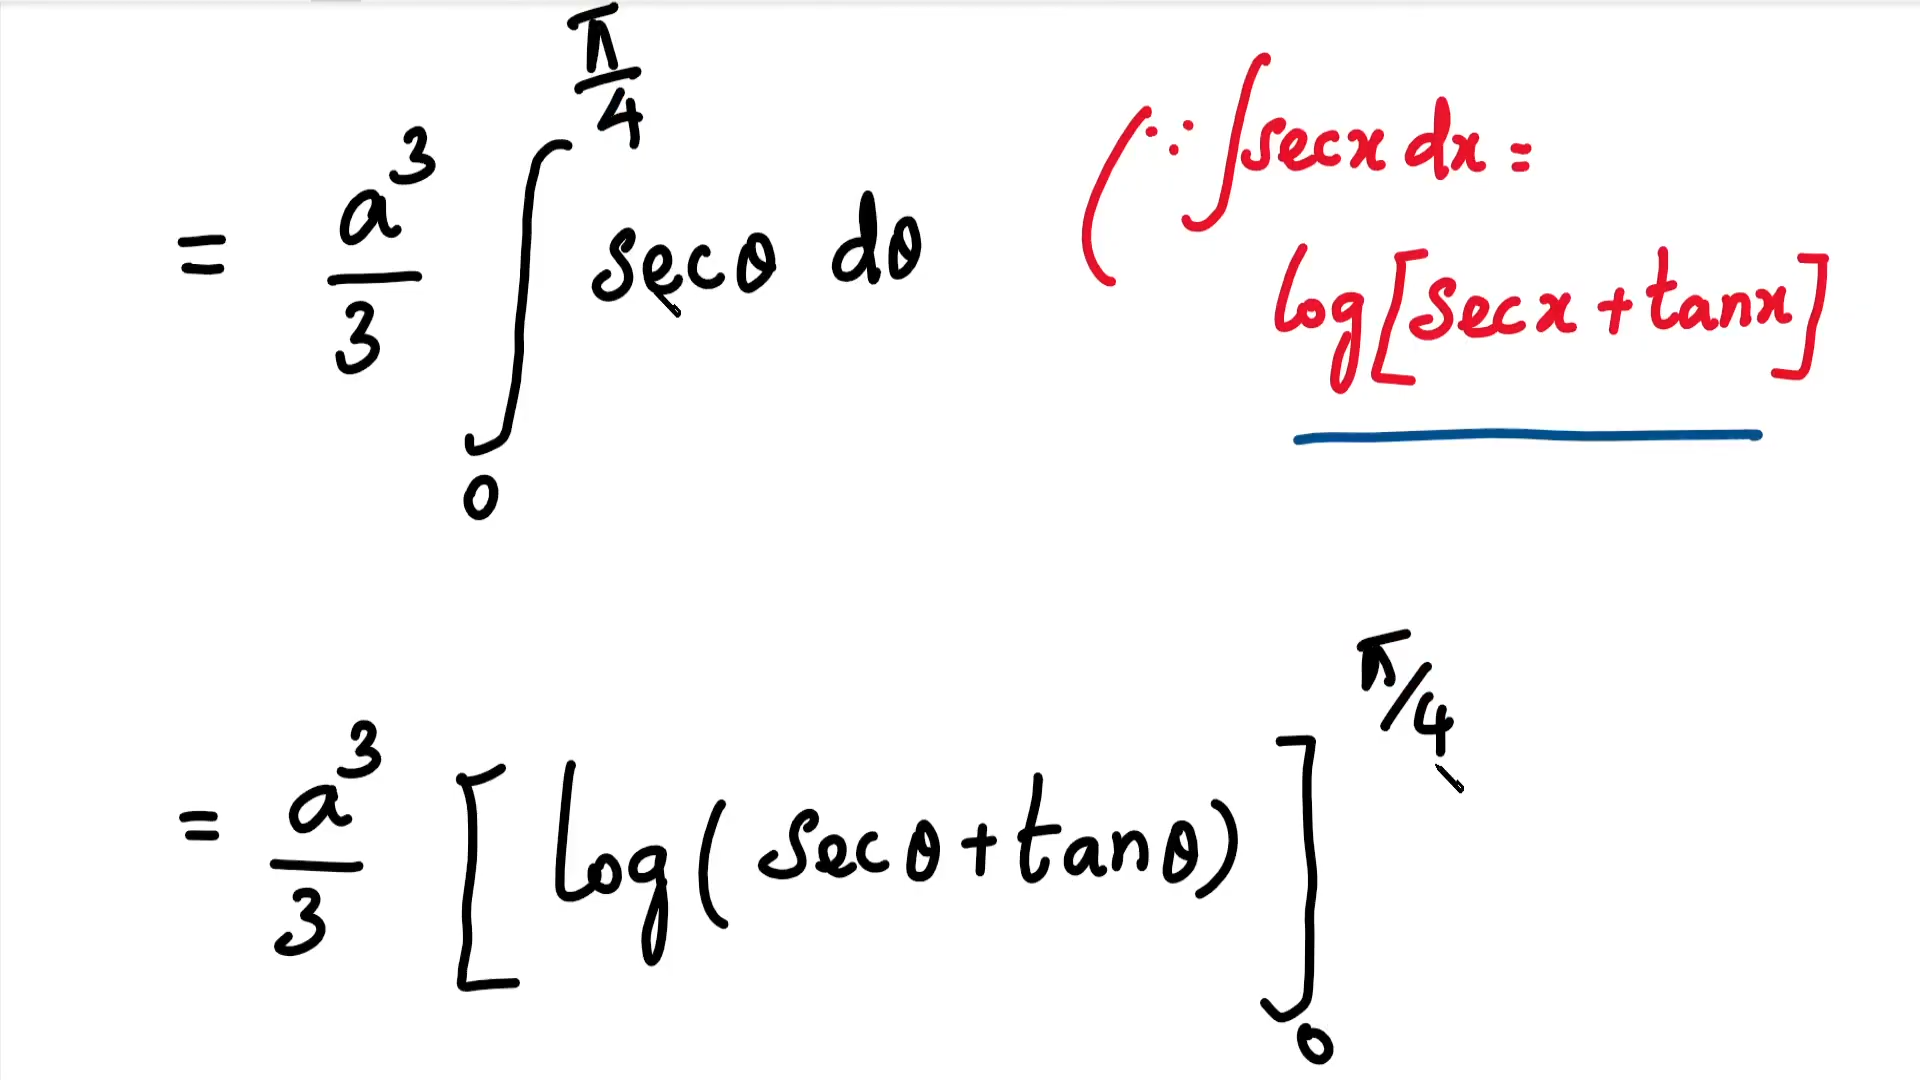 = a³/3 ∫₀^(π/4) secθ dθ
(∵ ∫secx dx =
log[secx + tanx]
= a³/3 [log(secθ + tanθ)]₀^(π/4)